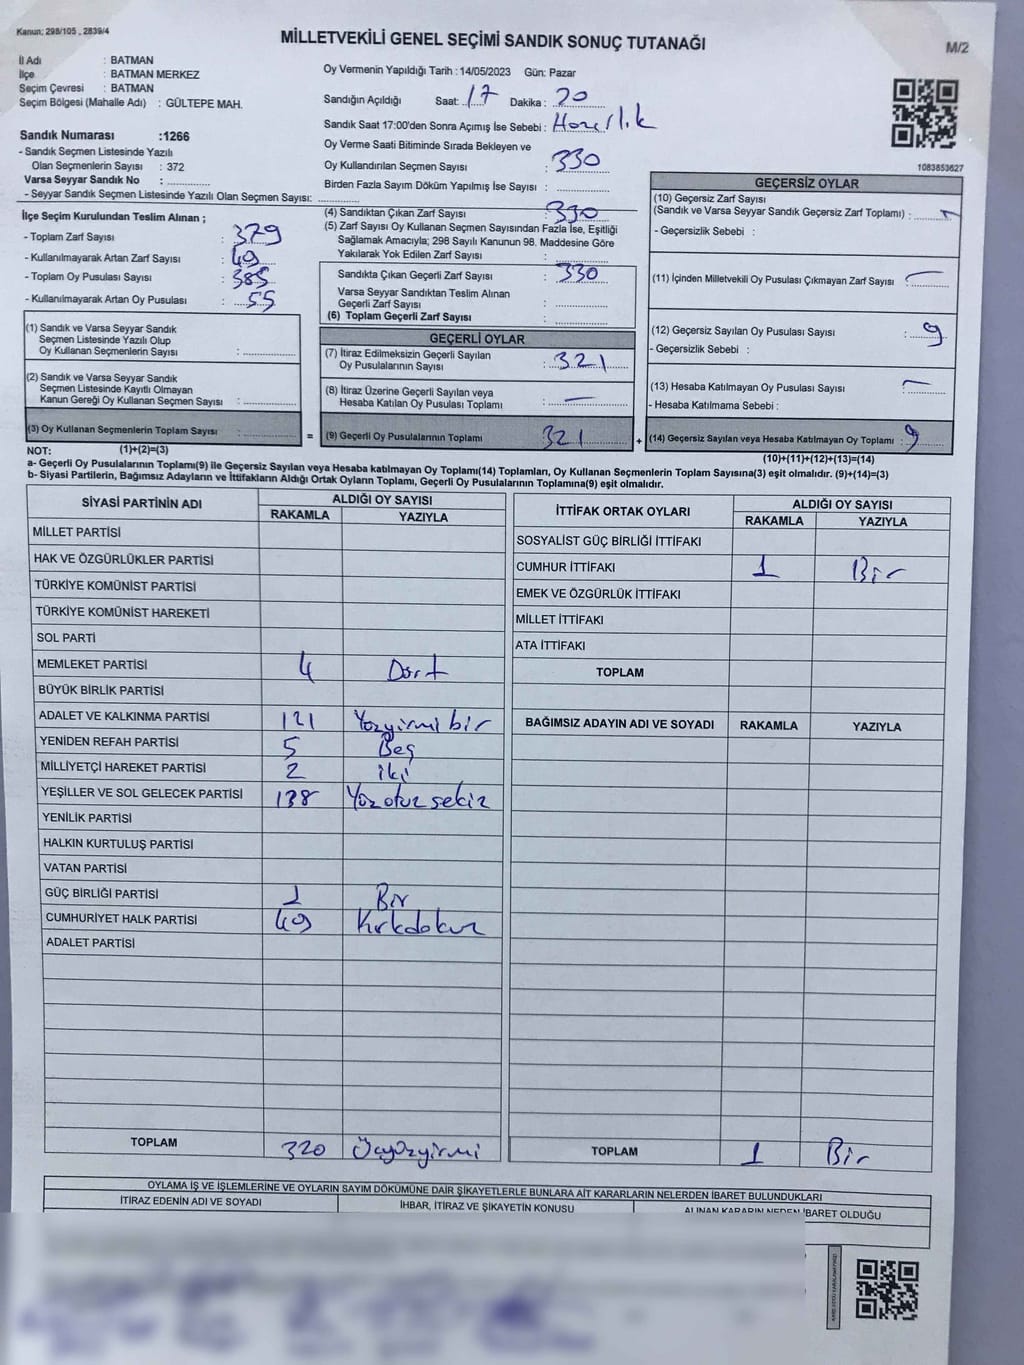 Kanun; 298/105 , 2839/4
MİLLETVEKİLİ GENEL SEÇİMİ SANDIK SONUÇ TUTANAĞI
M/2
İl Adı : BATMAN
İlçe : BATMAN MERKEZ
Seçim Çevresi : BATMAN
Seçim Bölgesi (Mahalle Adı) : GÜLTEPE MAH.
Sandık Numarası :1266
- Sandık Seçmen Listesinde Yazılı
Olan Seçmenlerin Sayısı : 372
Varsa Seyyar Sandık No :
- Seyyar Sandık Seçmen Listesinde Yazılı Olan Seçmen Sayısı:
Oy Vermenin Yapıldığı Tarih : 14/05/2023 Gün: Pazar
Sandığın Açıldığı Saat: 17 Dakika : 20
Sandık Saat 17:00'den Sonra Açımış İse Sebebi : Hazırlık
Oy Verme Saati Bitiminde Sırada Bekleyen ve
Oy Kullandırılan Seçmen Sayısı : 330
Birden Fazla Sayım Döküm Yapılmış İse Sayısı :
1083853627
İlçe Seçim Kurulundan Teslim Alınan ;
- Toplam Zarf Sayısı : 379
- Kullanılmayarak Artan Zarf Sayısı : 49
- Toplam Oy Pusulası Sayısı : 385
- Kullanılmayarak Artan Oy Pusulası : 55
(1) Sandık ve Varsa Seyyar Sandık
Seçmen Listesinde Yazılı Olup
Oy Kullanan Seçmenlerin Sayısı :
(2) Sandık ve Varsa Seyyar Sandık
Seçmen Listesinde Kayıtlı Olmayan
Kanun Gereği Oy Kullanan Seçmen Sayısı :
(3) Oy Kullanan Seçmenlerin Toplam Sayısı :
(4) Sandıktan Çıkan Zarf Sayısı : 330
(5) Zarf Sayısı Oy Kullanan Seçmen Sayısından Fazla İse, Eşitliği
Sağlamak Amacıyla; 298 Sayılı Kanunun 98. Maddesine Göre
Yakılarak Yok Edilen Zarf Sayısı :
Sandıkta Çıkan Geçerli Zarf Sayısı : 330
Varsa Seyyar Sandıktan Teslim Alınan
Geçerli Zarf Sayısı :
(6) Toplam Geçerli Zarf Sayısı :
GEÇERLİ OYLAR
(7) İtiraz Edilmeksizin Geçerli Sayılan
Oy Pusulalarının Sayısı : 321
(8) İtiraz Üzerine Geçerli Sayılan veya
Hesaba Katılan Oy Pusulası Toplamı : —
= (9) Geçerli Oy Pusulalarının Toplamı 321
GEÇERSİZ OYLAR
(10) Geçersiz Zarf Sayısı
(Sandık ve Varsa Seyyar Sandık Geçersiz Zarf Toplamı) : —
- Geçersizlik Sebebi :
(11) İçinden Milletvekili Oy Pusulası Çıkmayan Zarf Sayısı : —
(12) Geçersiz Sayılan Oy Pusulası Sayısı : 9
- Geçersizlik Sebebi :
(13) Hesaba Katılmayan Oy Pusulası Sayısı : —
- Hesaba Katılmama Sebebi :
+ (14) Geçersiz Sayılan veya Hesaba Katılmayan Oy Toplamı : 9
NOT: (1)+(2)=(3)
(10)+(11)+(12)+(13)=(14)
a- Geçerli Oy Pusulaları Toplamı(9) ile Geçersiz Sayılan veya Hesaba katılmayan Oy Toplamı(14) Toplamları, Oy Kullanan Seçmenlerin Toplam Sayısına(3) eşit olmalıdır. (9)+(14)=(3)
b- Siyasi Partilerin, Bağımsız Adayların ve İttifakların Aldığı Ortak Oyların Toplamı, Geçerli Oy Pusulalarının Toplamına(9) eşit olmalıdır.
SİYASİ PARTİNİN ADI ALDIĞI OY SAYISI
RAKAMLA YAZIYLA
MİLLET PARTİSİ
HAK VE ÖZGÜRLÜKLER PARTİSİ
TÜRKİYE KOMÜNİST PARTİSİ
TÜRKİYE KOMÜNİST HAREKETİ
SOL PARTİ
MEMLEKET PARTİSİ 4 Dört
BÜYÜK BİRLİK PARTİSİ
ADALET VE KALKINMA PARTİSİ 121 Yüzyirmi bir
YENİDEN REFAH PARTİSİ 5 Beş
MİLLİYETÇİ HAREKET PARTİSİ 2 iki
YEŞİLLER VE SOL GELECEK PARTİSİ 138 Yüzotuz sekiz
YENİLİK PARTİSİ
HALKIN KURTULUŞ PARTİSİ
VATAN PARTİSİ
GÜÇ BİRLİĞİ PARTİSİ 1 Bir
CUMHURİYET HALK PARTİSİ 49 Kırkdokuz
ADALET PARTİSİ
TOPLAM 320 Üçyüzyirmi
İTTİFAK ORTAK OYLARI ALDIĞI OY SAYISI
RAKAMLA YAZIYLA
SOSYALİST GÜÇ BİRLİĞİ İTTİFAKI
CUMHUR İTTİFAKI 1 Bir
EMEK VE ÖZGÜRLÜK İTTİFAKI
MİLLET İTTİFAKI
ATA İTTİFAKI
TOPLAM
BAĞIMSIZ ADAYIN ADI VE SOYADI RAKAMLA YAZIYLA
TOPLAM 1 Bir
OYLAMA İŞ VE İŞLEMLERİNE VE OYLARIN SAYIM DÖKÜMÜNE DAİR ŞİKAYETLERLE BUNLARA AİT KARARLARIN NELERDEN İBARET BULUNDUKLARI
İTİRAZ EDENİN ADI VE SOYADI İHBAR, İTİRAZ VE ŞİKAYETİN KONUSU ALINAN KARARIN NEDEN İBARET OLDUĞU